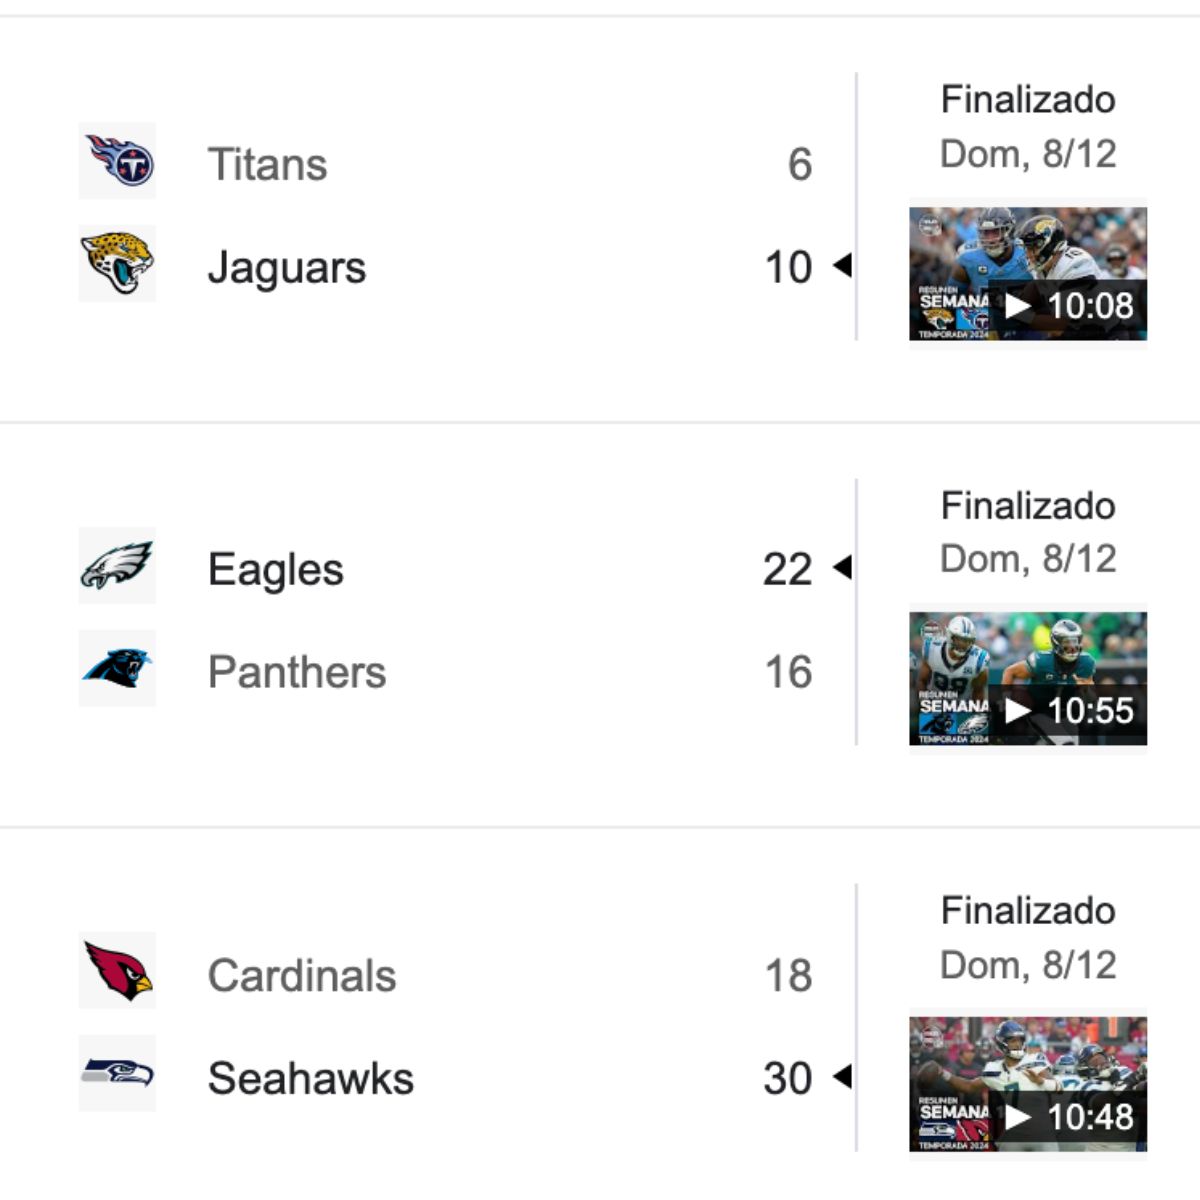 Finalizado
Dom, 8/12
Titans 6
Jaguars 10
RESUMEN
SEMANA
10:08
TEMPORADA 2024
Finalizado
Dom, 8/12
Eagles 22
Panthers 16
RESUMEN
SEMANA
10:55
TEMPORADA 2024
Finalizado
Dom, 8/12
Cardinals 18
Seahawks 30
RESUMEN
SEMANA
10:48
TEMPORADA 2024